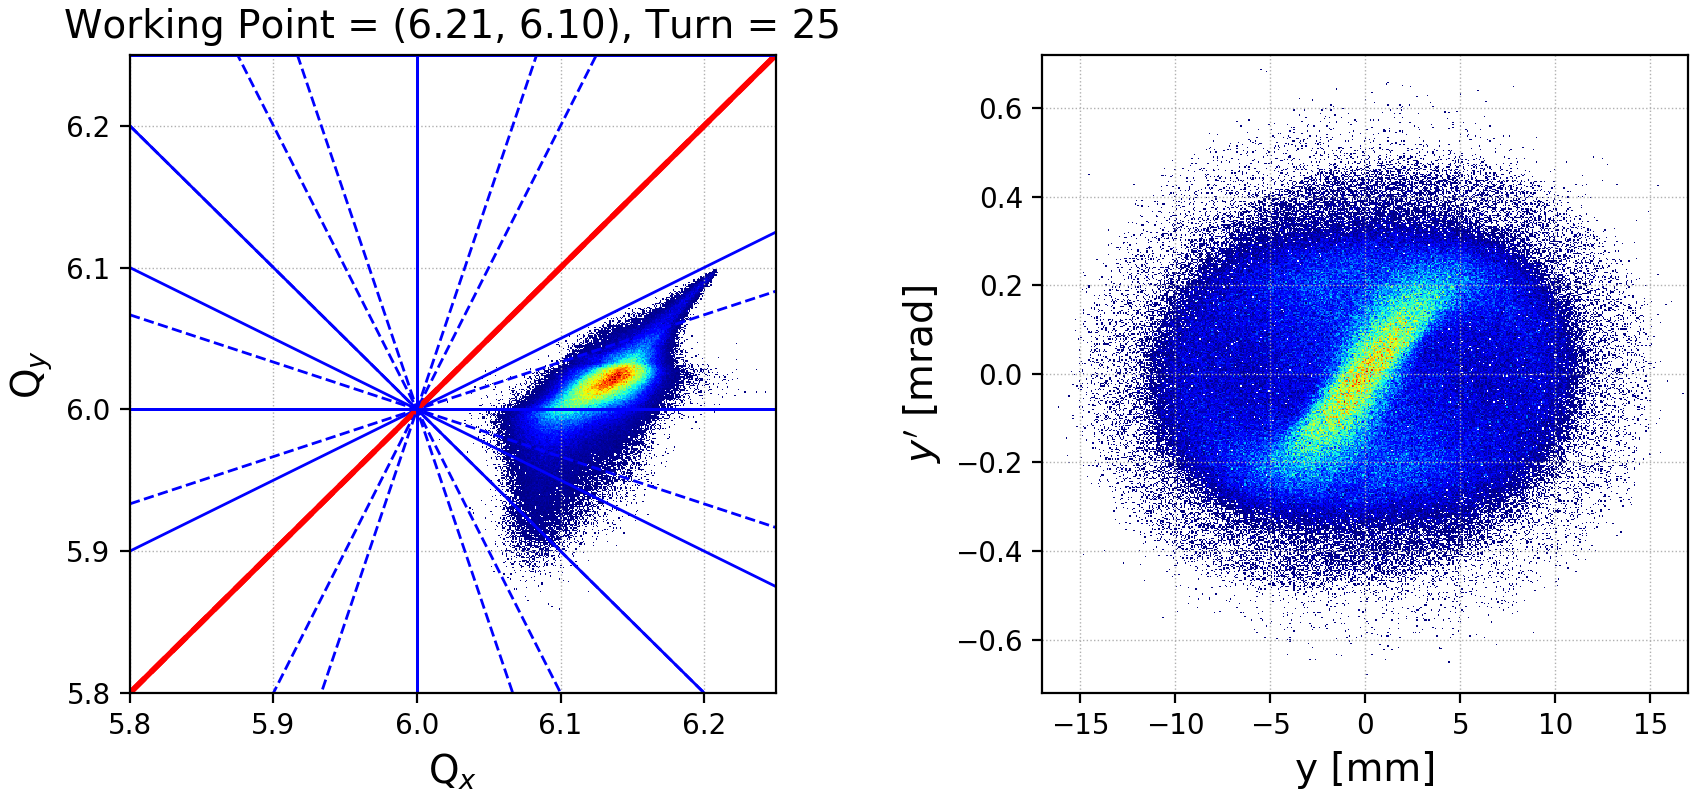 Working Point = (6.21, 6.10), Turn = 25
Q_y
6.2
6.1
6.0
5.9
5.8
5.8 5.9 6.0 6.1 6.2
Q_x
y′ [mrad]
0.6
0.4
0.2
0.0
−0.2
−0.4
−0.6
−15 −10 −5 0 5 10 15
y [mm]